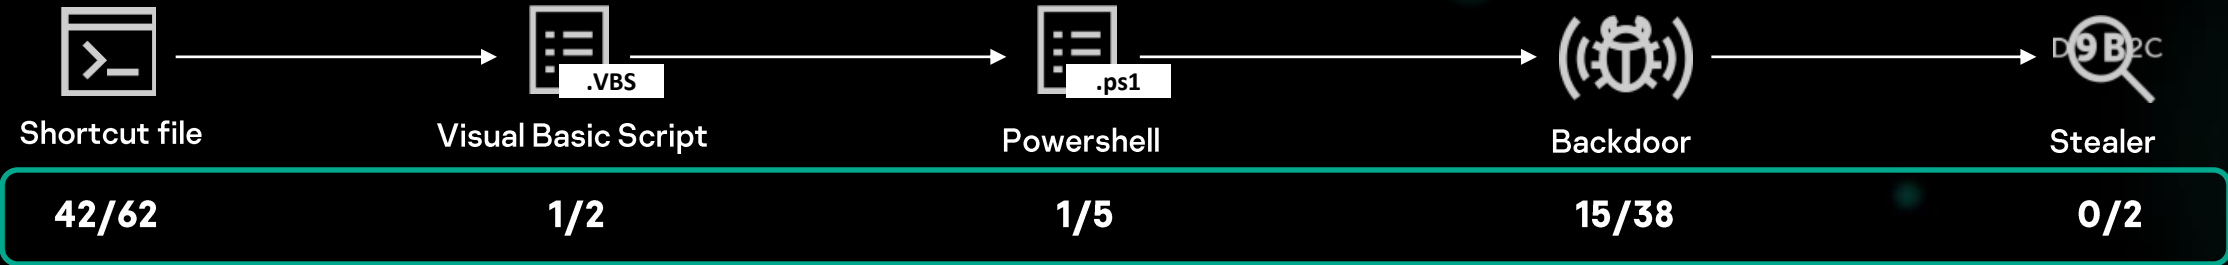 .VBS
.ps1
D9B2C
Shortcut file
Visual Basic Script
Powershell
Backdoor
Stealer
42/62
1/2
1/5
15/38
0/2